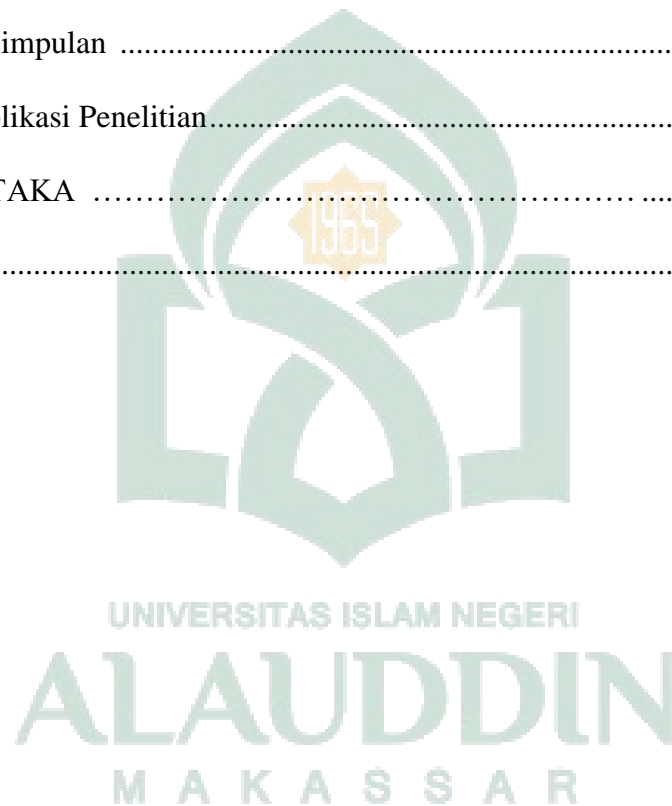 impulan ....................................................................
likasi Penelitian....................................................................
TAKA ………………………………………………… ....
....................................................................
1965
UNIVERSITAS ISLAM NEGERI
ALAUDDIN
MAKASSAR